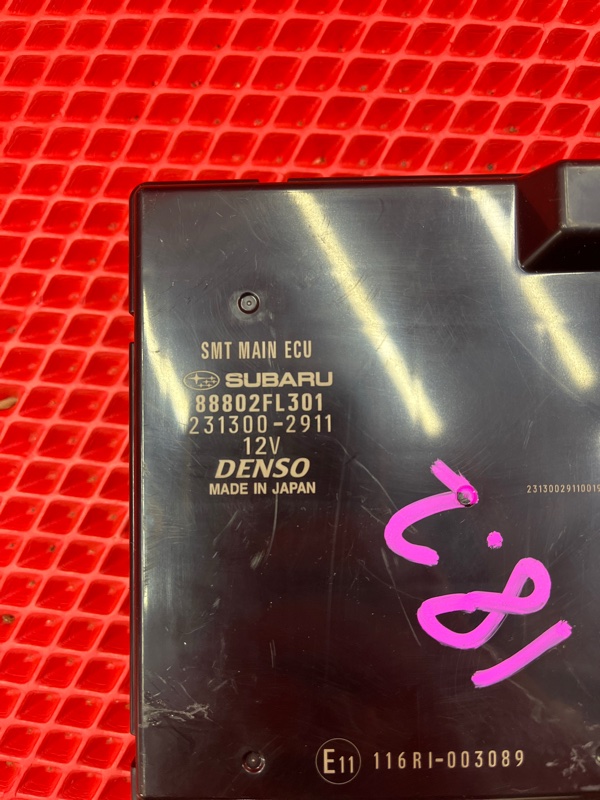 SMT MAIN ECU
SUBARU
88802FL301
231300-2911
12V
DENSO
MADE IN JAPAN
E11 116RI-003089